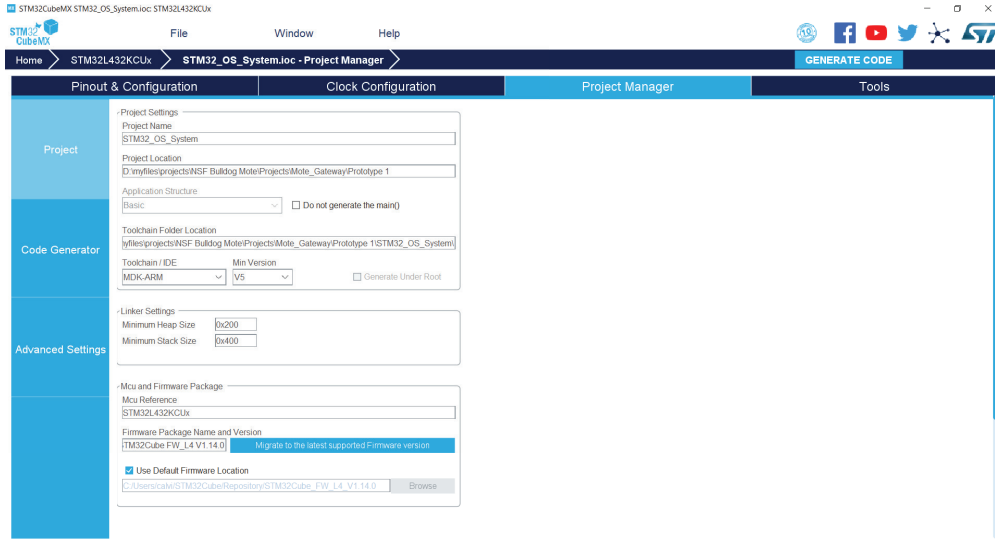 STM32CubeMX STM32_OS_System.ioc: STM32L432KCUx
STM32
CubeMX
File Window Help
10
Home STM32L432KCUx STM32_OS_System.ioc - Project Manager GENERATE CODE
Pinout & Configuration Clock Configuration Project Manager Tools
Project
Code Generator
Advanced Settings
Project Settings
Project Name
STM32_OS_System
Project Location
D:\myfiles\projects\NSF Bulldog Mote\Projects\Mote_Gateway\Prototype 1
Application Structure
Basic Do not generate the main()
Toolchain Folder Location
yfiles\projects\NSF Bulldog Mote\Projects\Mote_Gateway\Prototype 1\STM32_OS_System\
Toolchain / IDE Min Version
MDK-ARM V5 Generate Under Root
Linker Settings
Minimum Heap Size 0x200
Minimum Stack Size 0x400
Mcu and Firmware Package
Mcu Reference
STM32L432KCUx
Firmware Package Name and Version
TM32Cube FW_L4 V1.14.0 Migrate to the latest supported Firmware version
Use Default Firmware Location
C:/Users/calvi/STM32Cube/Repository/STM32Cube_FW_L4_V1.14.0 Browse